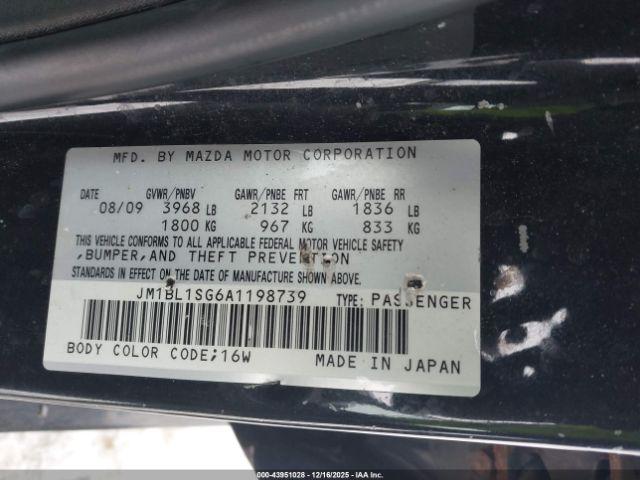 MFD. BY MAZDA MOTOR CORPORATION
DATE GVWR/PNBV GAWR/PNBE FRT GAWR/PNBE RR
08/09 3968 LB 2132 LB 1836 LB
1800 KG 967 KG 833 KG
THIS VEHICLE CONFORMS TO ALL APPLICABLE FEDERAL MOTOR VEHICLE SAFETY
,BUMPER,AND THEFT PREVENTION
STANDARDS IN EFFECT ON THE DATE OF MANUFACTURE SHOWN ABOVE.
JM1BL1SG6A1198739 TYPE: PASSENGER
BODY COLOR CODE;16W MADE IN JAPAN
000-43951028 - 12/16/2025 - IAA Inc.